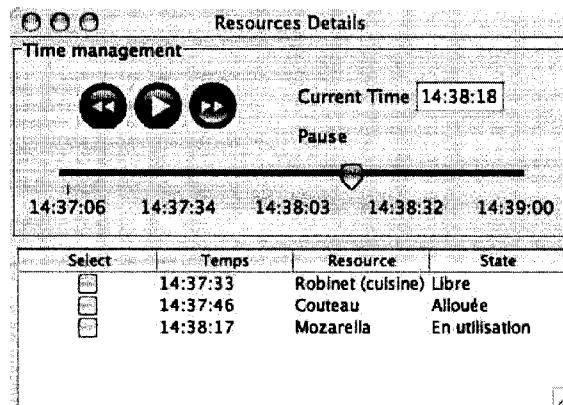 Resources Details
Time management
Current Time 14:38:18
Pause
14:37:06 14:37:34 14:38:03 14:38:32 14:39:00
Select Temps Resource State
14:37:33 Robinet (cuisine) Libre
14:37:46 Couteau Allouée
14:38:17 Mozarella En utilisation